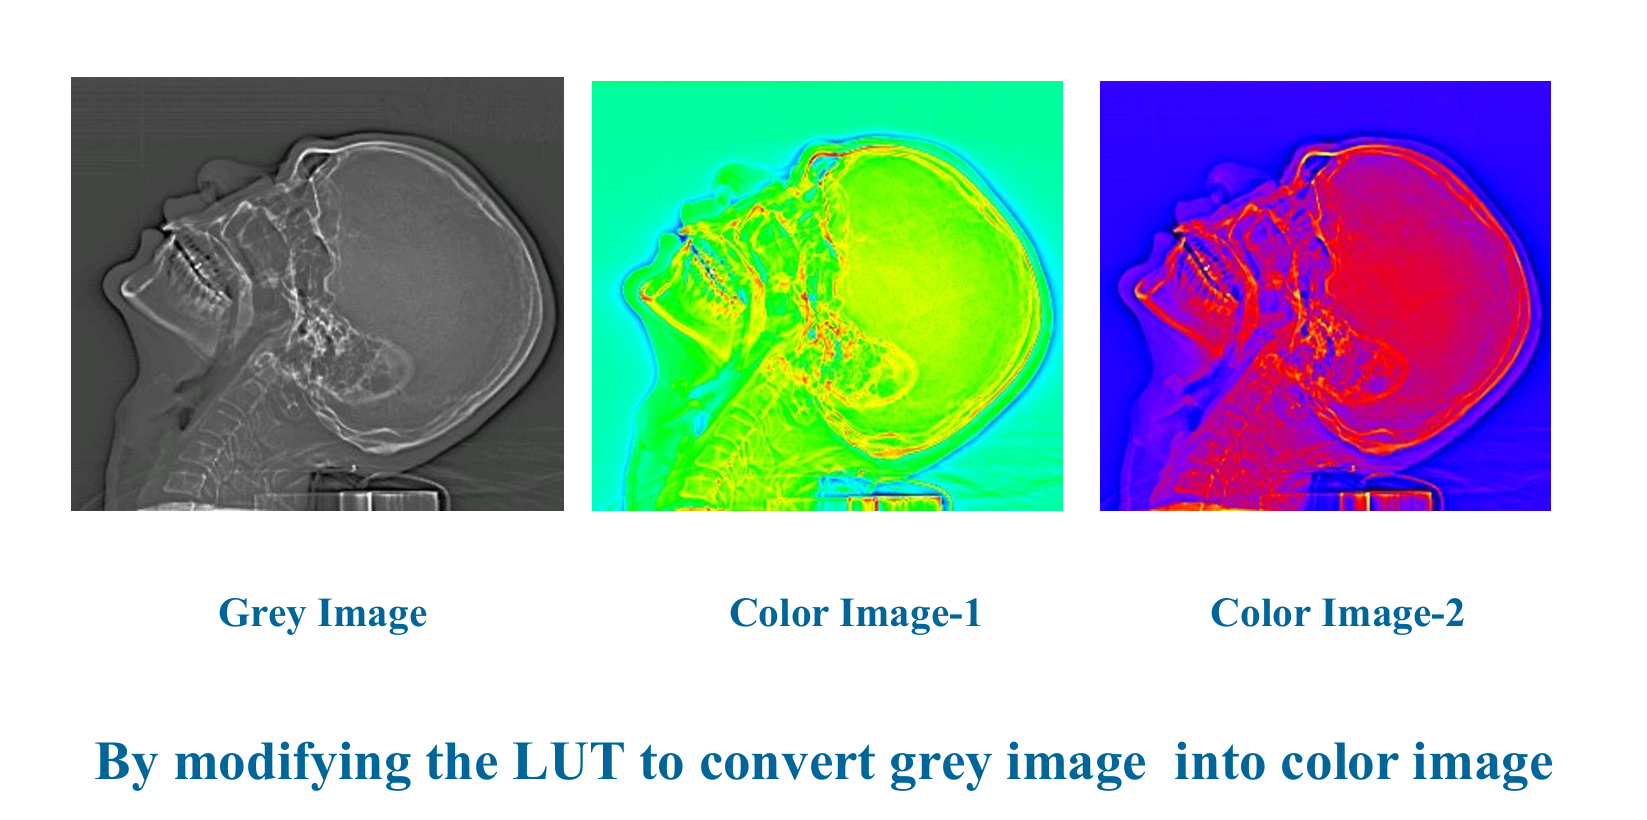 Grey Image
Color Image-1
Color Image-2
By modifying the LUT to convert grey image  into color image